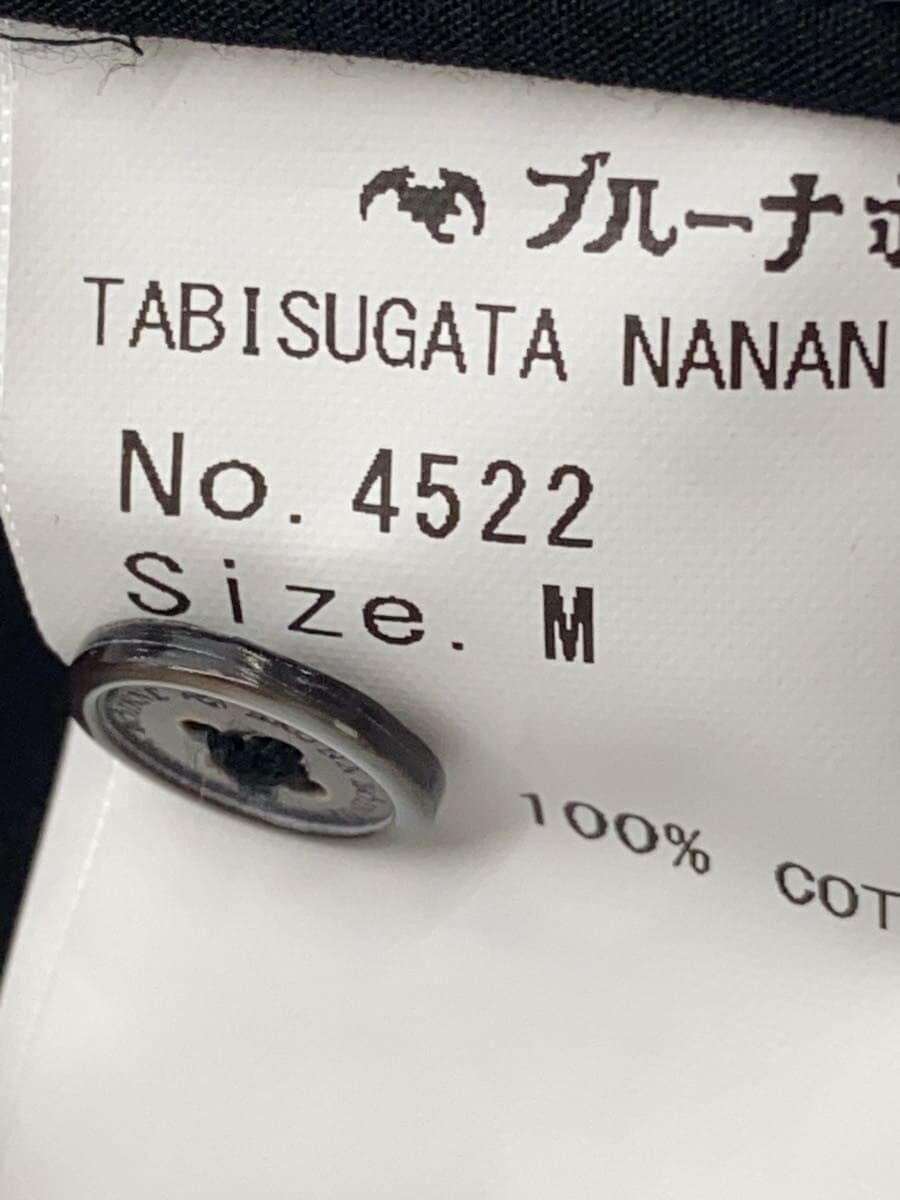 ブルーナボ
TABISUGATA NANAN
No. 4522
Size. M
100% COT